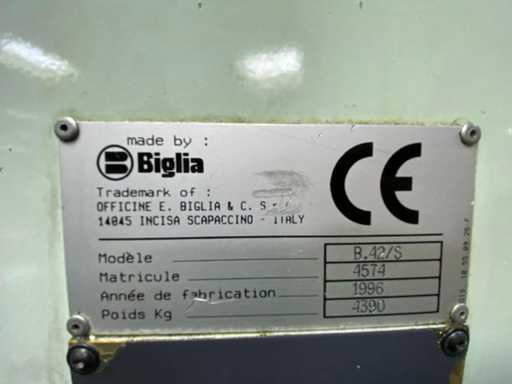 made by :
Biglia
CE
Trademark of :
OFFICINE E. BIGLIA & C.
14045 INCISA SCAPACCINO - ITALY
Modèle B.42/S
Matricule 4574
Année de fabrication 1996
Poids Kg 4390